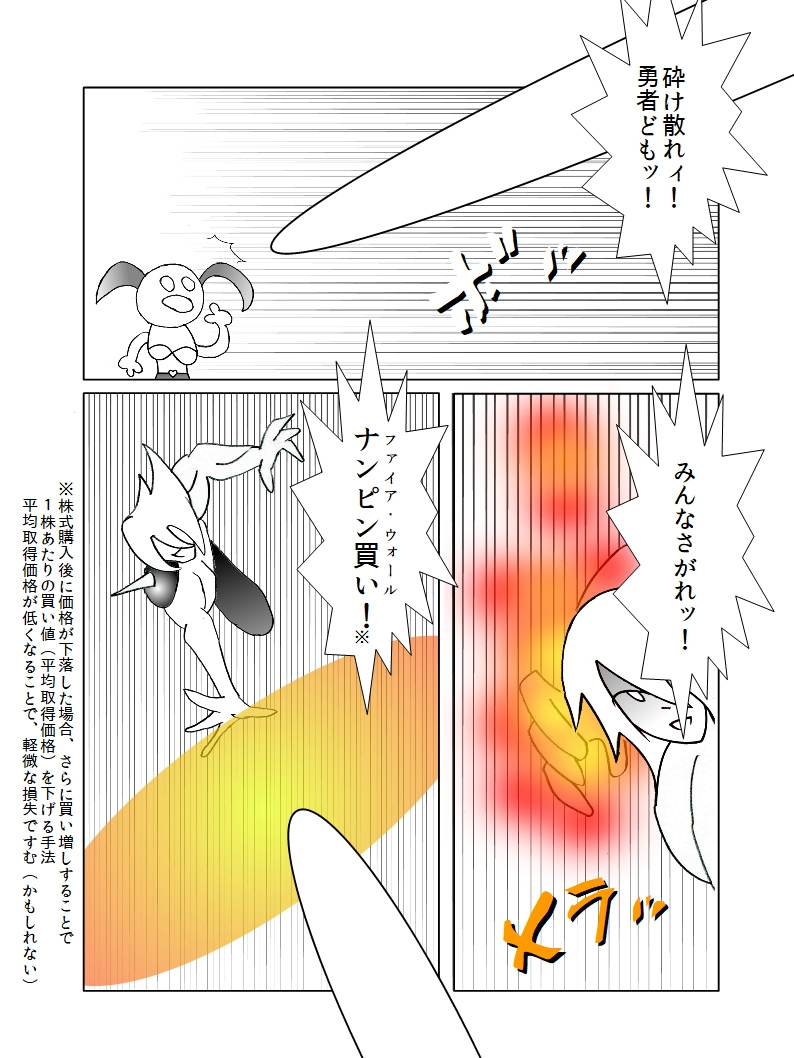 砕け散れィ！
勇者どもッ！
ギッ
ガッ
みんなさがれッ！
メラッ
ファイア・ウォール
ナンピン買い！※
※株式購入後に価格が下落した場合、さらに買い増しすることで
１株あたりの買い値（平均取得価格）を下げる手法
平均取得価格が低くなることで、軽微な損失ですむ（かもしれない）